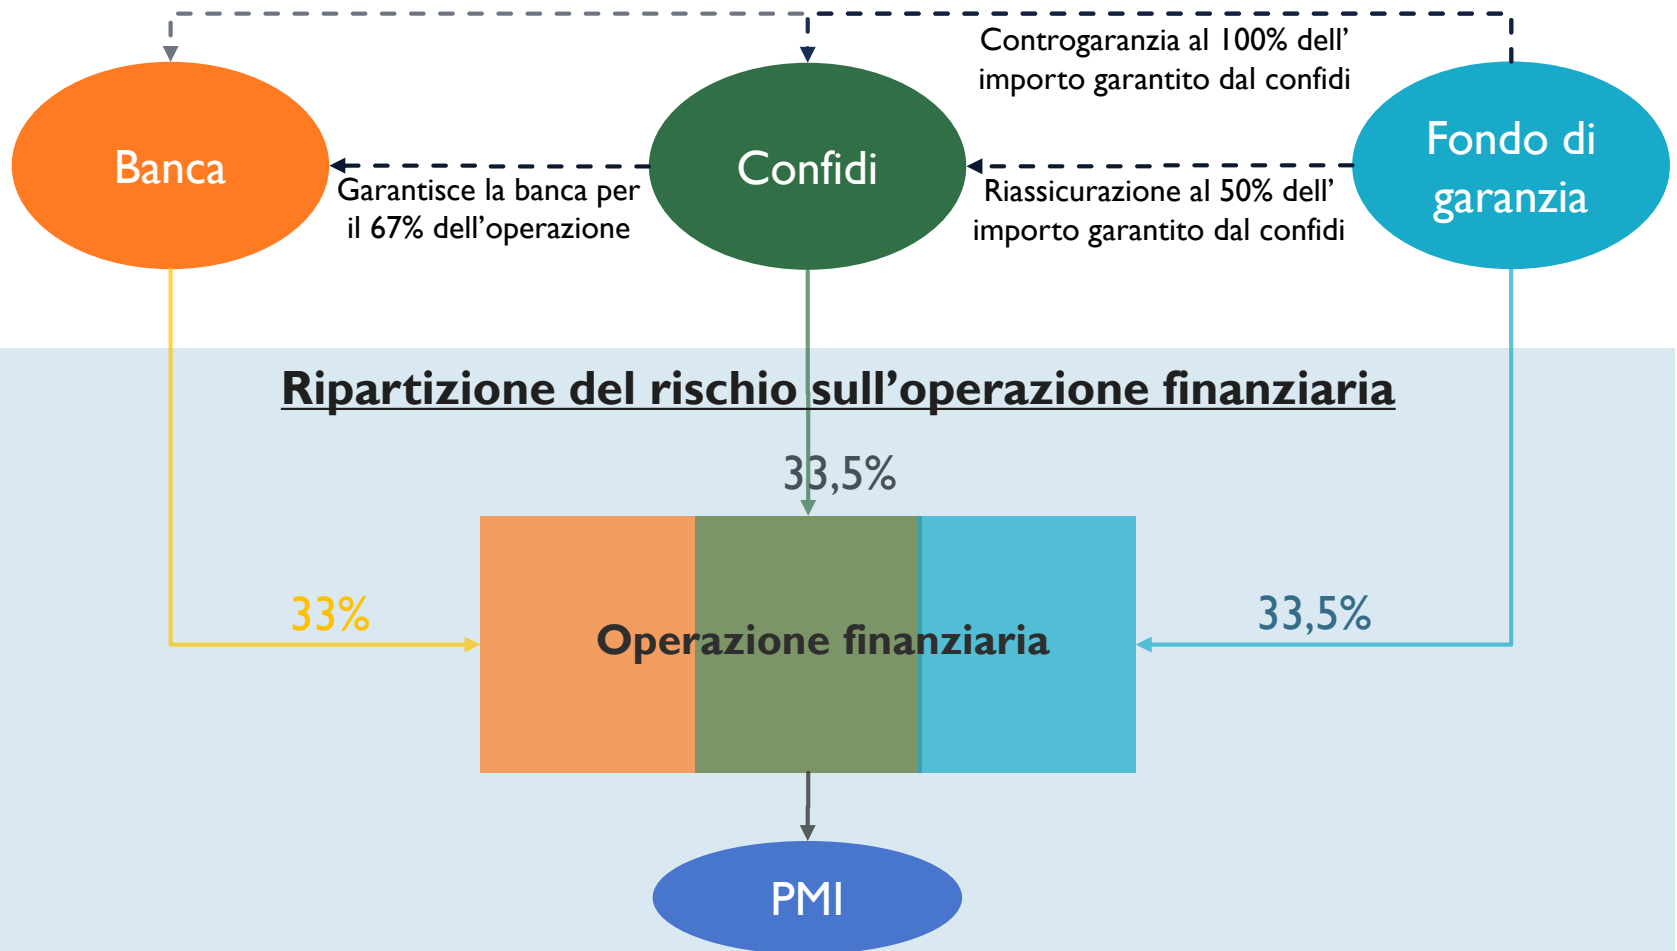 Controgaranzia al 100% dell’
importo garantito dal confidi
Banca
Confidi
Fondo di
garanzia
Garantisce la banca per
il 67% dell’operazione
Riassicurazione al 50% dell’
importo garantito dal confidi
Ripartizione del rischio sull’operazione finanziaria
33,5%
33%
Operazione finanziaria
33,5%
PMI